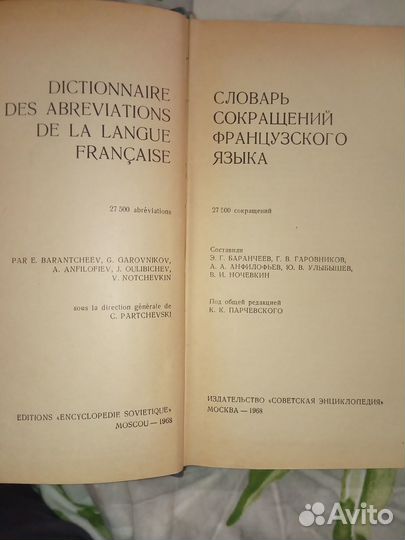 DICTIONNAIRE
DES ABREVIATIONS
DE LA LANGUE
FRANÇAISE
27 500 abréviations
PAR E. BARANTCHEËV, G. GAROVNIKOV,
A. ANFILOFIEV, J. OULIBICHEV,
V. NOTCHEVKIN
sous la direction générale de
C. PARTCHEVSKI
EDITIONS «ENCYCLOPEDIE SOVIETIQUE»
MOSCOU — 1968
СЛОВАРЬ
СОКРАЩЕНИЙ
ФРАНЦУЗСКОГО
ЯЗЫКА
27 500 сокращений
Составили
Э. Г. БАРАНЧЕЕВ, Г. В. ГАРОВНИКОВ,
А. А. АНФИЛОФЬЕВ, Ю. В. УЛЫБЫШЕВ,
В. И. НОЧЕВКИН
Под общей редакцией
К. К. ПАРЧЕВСКОГО
ИЗДАТЕЛЬСТВО «СОВЕТСКАЯ ЭНЦИКЛОПЕДИЯ»
МОСКВА — 1968
Avito